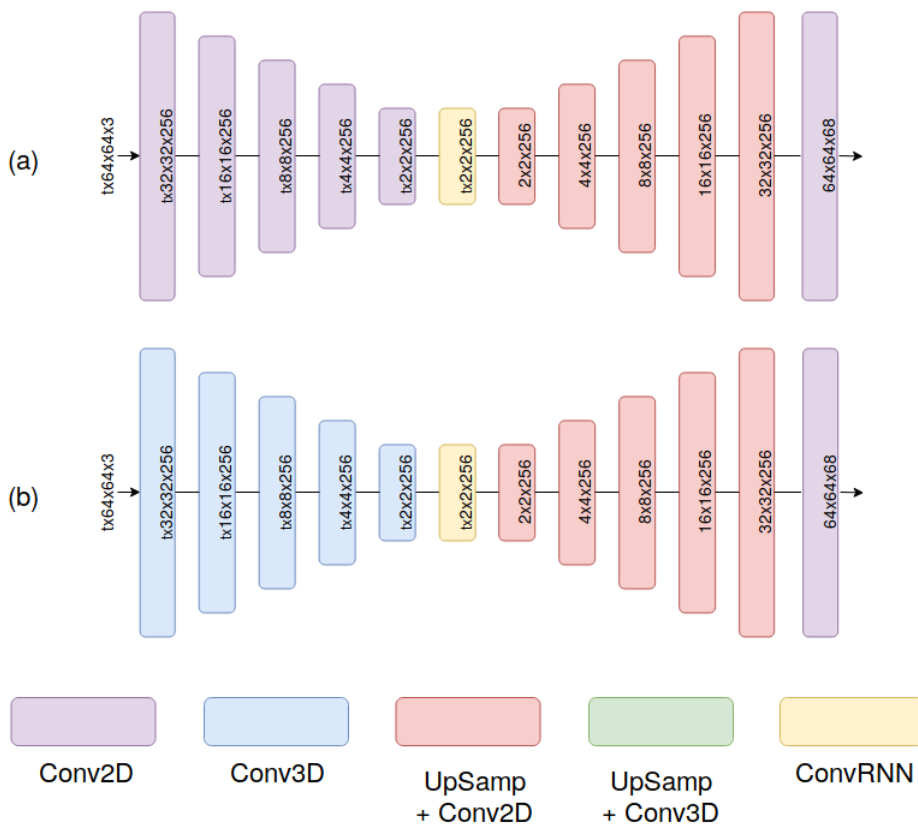 (a)
tx64x64x3
tx32x32x256
tx16x16x256
tx8x8x256
tx4x4x256
tx2x2x256
tx2x2x256
2x2x256
4x4x256
8x8x256
16x16x256
32x32x256
64x64x68
(b)
tx64x64x3
tx32x32x256
tx16x16x256
tx8x8x256
tx4x4x256
tx2x2x256
tx2x2x256
2x2x256
4x4x256
8x8x256
16x16x256
32x32x256
64x64x68
Conv2D
Conv3D
UpSamp
+ Conv2D
UpSamp
+ Conv3D
ConvRNN